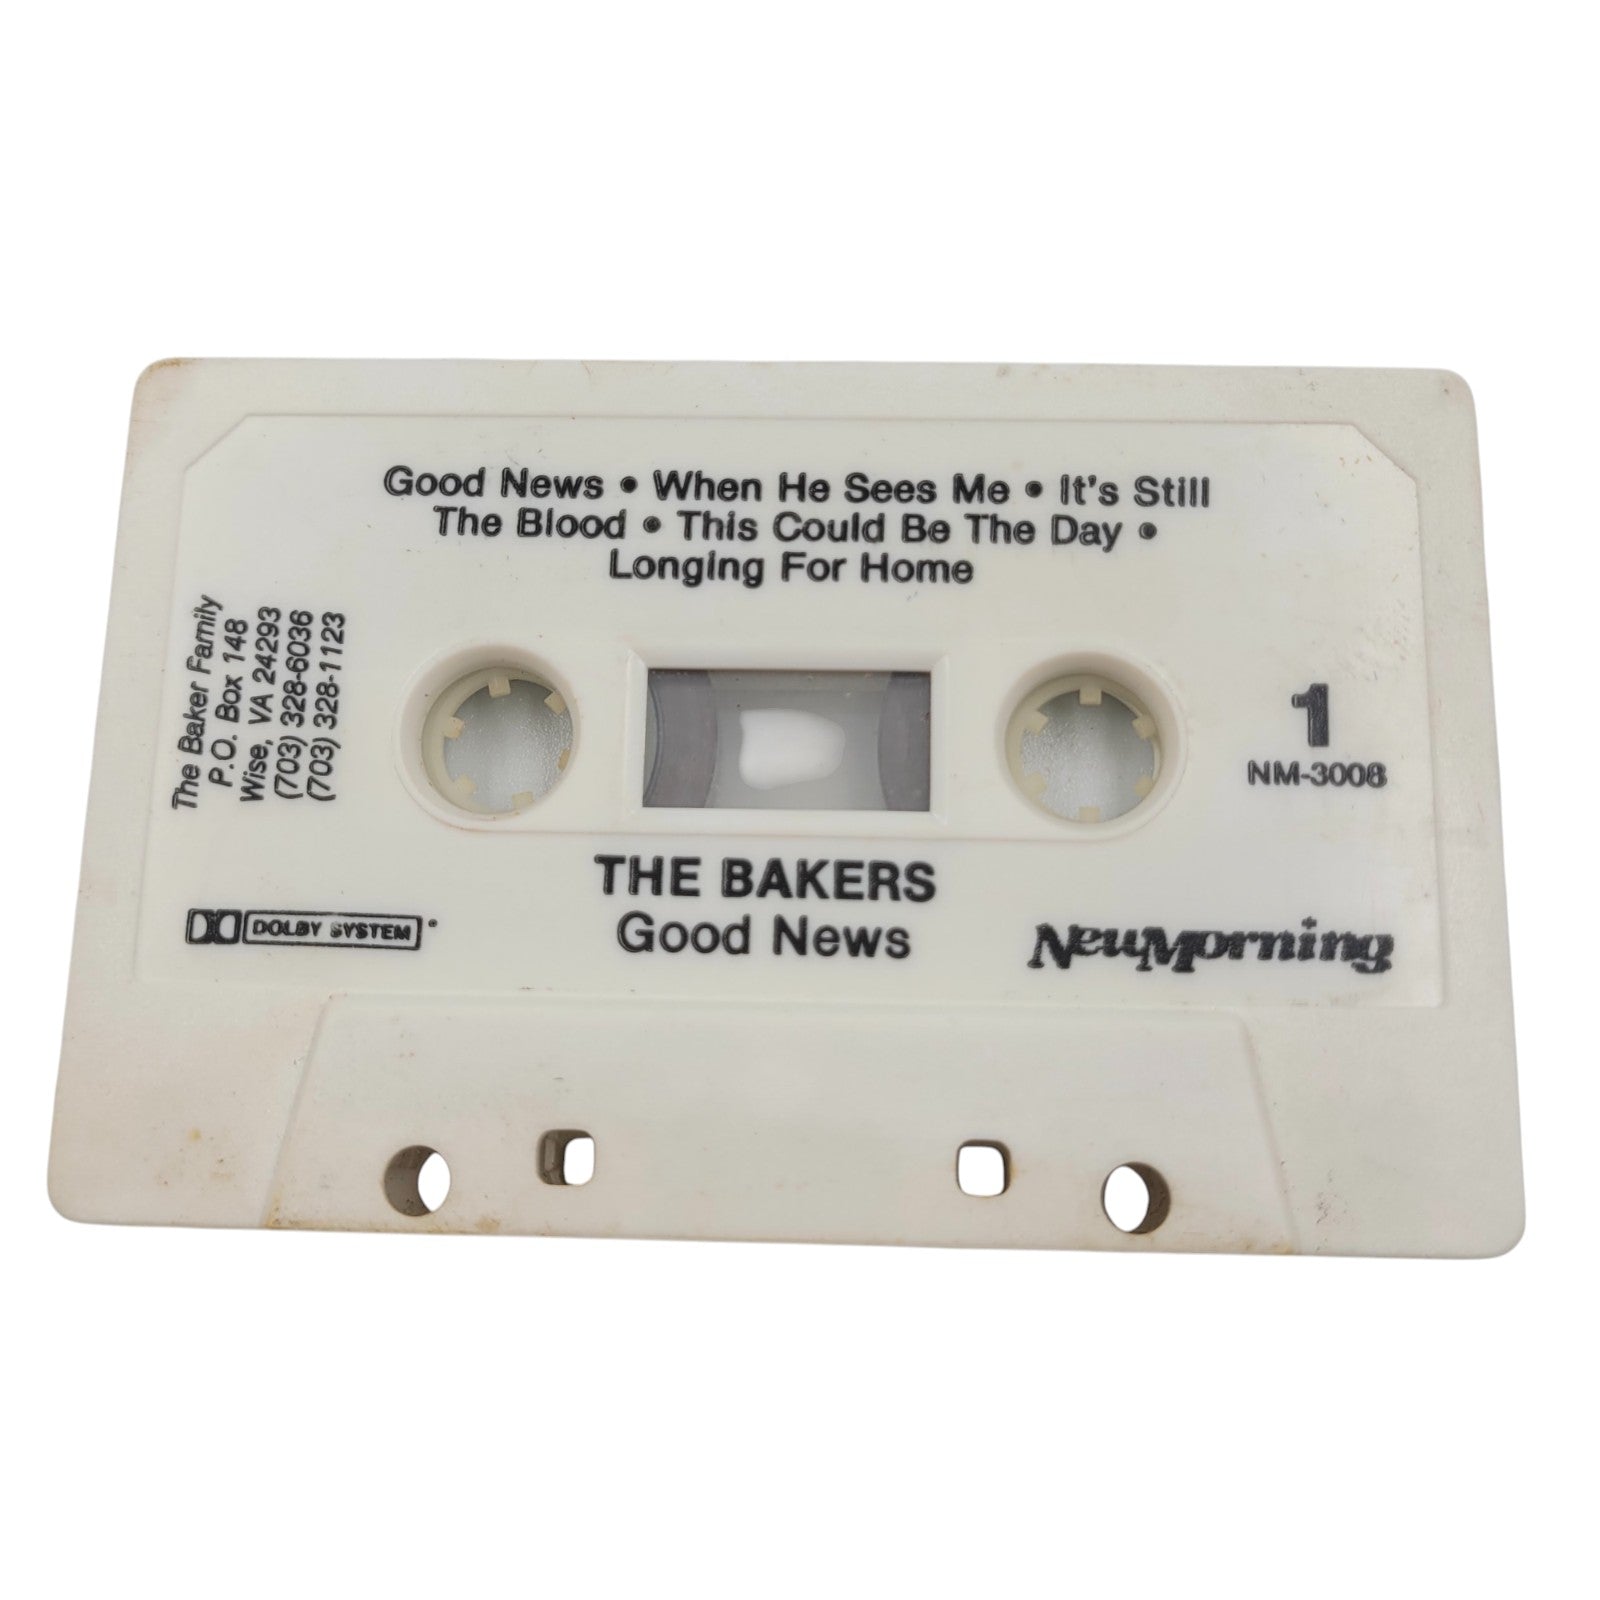 Good News • When He Sees Me • It's Still
The Blood • This Could Be The Day •
Longing For Home
The Baker Family
P.O. Box 148
Wise, VA 24293
(703) 328-6036
(703) 328-1123
1
NM-3008
THE BAKERS
Good News
DOLBY SYSTEM
NewMorning